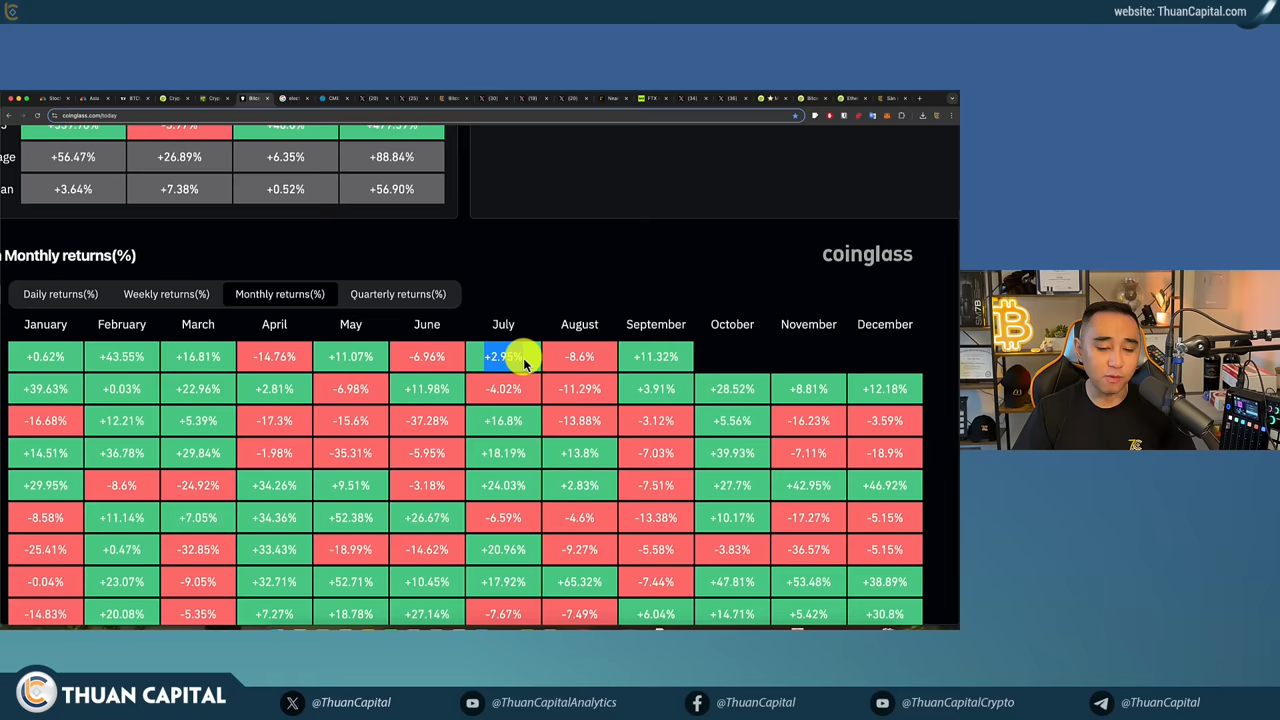 website: ThuanCapital.com
coinglass.com/today
age +56.47% +26.89% +6.35% +88.84%
an +3.64% +7.38% +0.52% +56.90%
Monthly returns(%)
coinglass
Daily returns(%) Weekly returns(%) Monthly returns(%) Quarterly returns(%)
January February March April May June July August September October November December
+0.62% +43.55% +16.81% -14.76% +11.07% -6.96% +2.95% -8.6% +11.32%
+39.63% +0.03% +22.96% +2.81% -6.98% +11.98% -4.02% -11.29% +3.91% +28.52% +8.81% +12.18%
-16.68% +12.21% +5.39% -17.3% -15.6% -37.28% +16.8% -13.88% -3.12% +5.56% -16.23% -3.59%
+14.51% +36.78% +29.84% -1.98% -35.31% -5.95% +18.19% +13.8% -7.03% +39.93% -7.11% -18.9%
+29.95% -8.6% -24.92% +34.26% +9.51% -3.18% +24.03% +2.83% -7.51% +27.7% +42.95% +46.92%
-8.58% +11.14% +7.05% +34.36% +52.38% +26.67% -6.59% -4.6% -13.38% +10.17% -17.27% -5.15%
-25.41% +0.47% -32.85% +33.43% -18.99% -14.62% +20.96% -9.27% -5.58% -3.83% -36.57% -5.15%
-0.04% +23.07% -9.05% +32.71% +52.71% +10.45% +17.92% +65.32% -7.44% +47.81% +53.48% +38.89%
-14.83% +20.08% -5.35% +7.27% +18.78% +27.14% -7.67% -7.49% +6.04% +14.71% +5.42% +30.8%
SM7B
THUAN CAPITAL
@ThuanCapital
@ThuanCapitalAnalytics
@ThuanCapital
@ThuanCapitalCrypto
@ThuanCapital